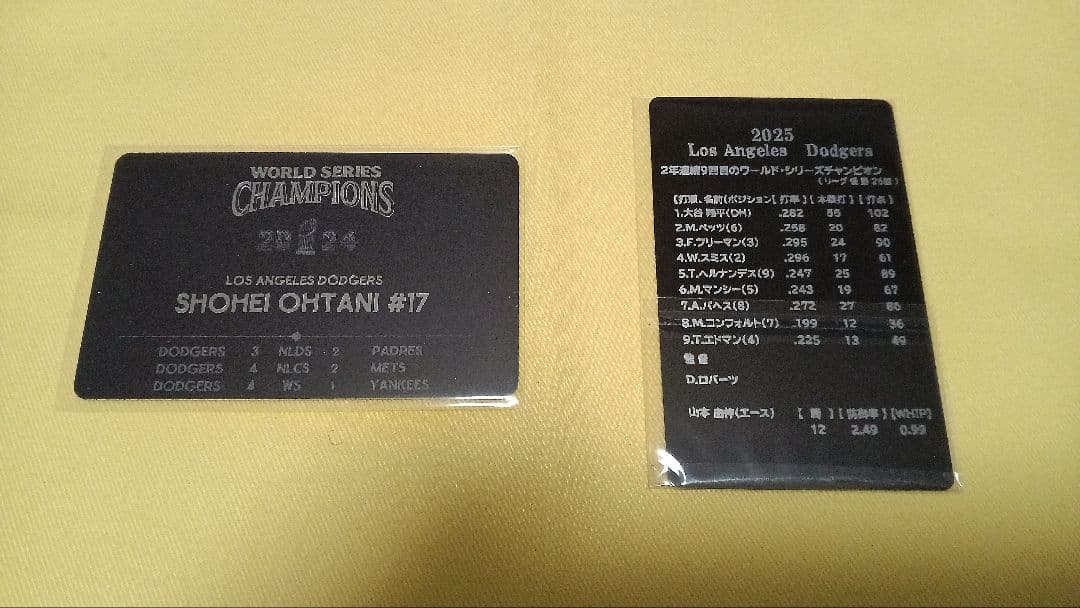 WORLD SERIES
CHAMPIONS
2024
LOS ANGELES DODGERS
SHOHEI OHTANI #17
DODGERS 3 NLDS 2 PADRES
DODGERS 4 NLCS 2 METS
DODGERS 4 WS 1 YANKEES
2025
Los Angeles Dodgers
2年連続9回目のワールド・シリーズチャンピオン
(リーグ優勝26回)
【打順、名前(ポジション【打率】【本塁打】【打点】
1.大谷 翔平(DH) .282 55 102
2.M.ベッツ(6) .258 20 82
3.F.フリーマン(3) .295 24 90
4.W.スミス(2) .296 17 61
5.T.ヘルナンデス(9) .247 25 89
6.M.マンシー(5) .243 19 67
7.A.パヘス(8) .272 27 86
8.M.コンフォルト(7) .199 12 36
9.T.エドマン(4) .225 13 49
監督
D.ロバーツ
山本 由伸(エース) 【 勝 】【防御率】【WHIP】
12 2.49 0.99